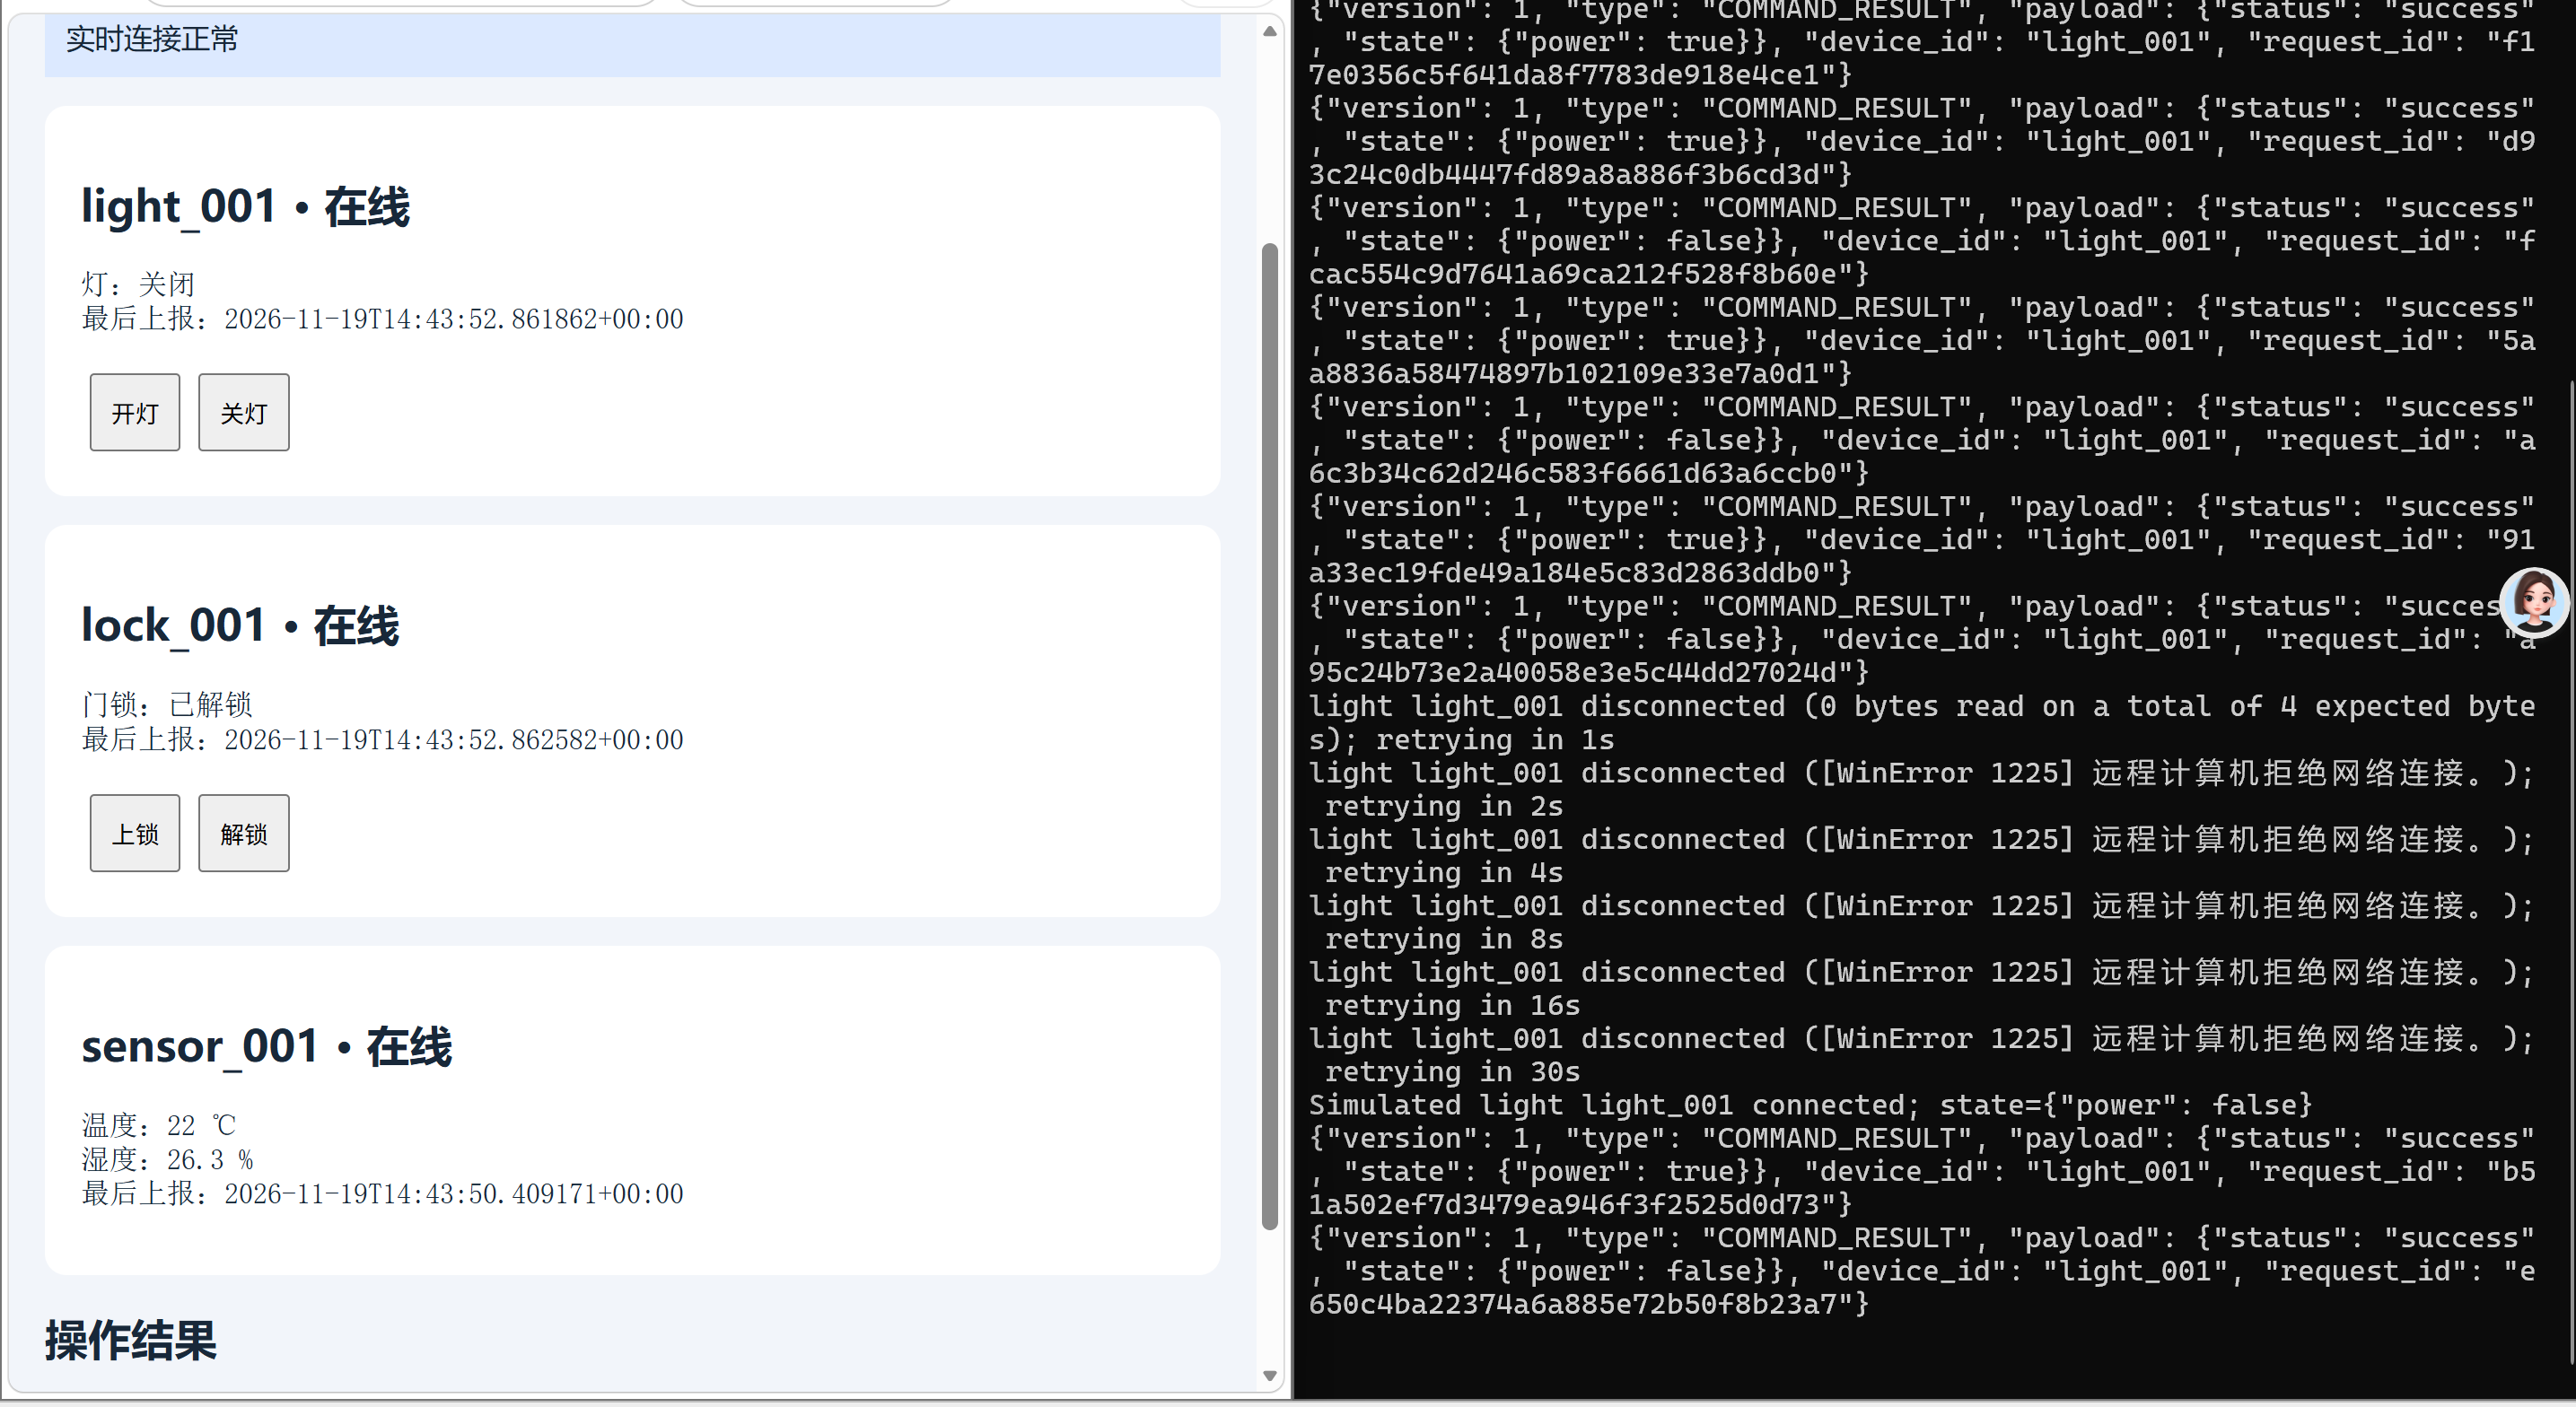 实时连接正常
light_001 • 在线
灯：关闭
最后上报：2026-11-19T14:43:52.861862+00:00
开灯 关灯
lock_001 • 在线
门锁：已解锁
最后上报：2026-11-19T14:43:52.862582+00:00
上锁 解锁
sensor_001 • 在线
温度：22 ℃
湿度：26.3 %
最后上报：2026-11-19T14:43:50.409171+00:00
操作结果
{"version": 1, "type": "COMMAND_RESULT", "payload": {"status": "success"
, "state": {"power": true}}, "device_id": "light_001", "request_id": "f1
7e0356c5f641da8f7783de918e4ce1"}
{"version": 1, "type": "COMMAND_RESULT", "payload": {"status": "success"
, "state": {"power": true}}, "device_id": "light_001", "request_id": "d9
3c24c0db4447fd89a8a886f3b6cd3d"}
{"version": 1, "type": "COMMAND_RESULT", "payload": {"status": "success"
, "state": {"power": false}}, "device_id": "light_001", "request_id": "f
cac554c9d7641a69ca212f528f8b60e"}
{"version": 1, "type": "COMMAND_RESULT", "payload": {"status": "success"
, "state": {"power": true}}, "device_id": "light_001", "request_id": "5a
a8836a58474897b102109e33e7a0d1"}
{"version": 1, "type": "COMMAND_RESULT", "payload": {"status": "success"
, "state": {"power": false}}, "device_id": "light_001", "request_id": "a
6c3b34c62d246c583f6661d63a6ccb0"}
{"version": 1, "type": "COMMAND_RESULT", "payload": {"status": "success"
, "state": {"power": true}}, "device_id": "light_001", "request_id": "91
a33ec19fde49a184e5c83d2863ddb0"}
{"version": 1, "type": "COMMAND_RESULT", "payload": {"status": "succes
, "state": {"power": false}}, "device_id": "light_001", "request_id": "a
95c24b73e2a40058e3e5c44dd27024d"}
light light_001 disconnected (0 bytes read on a total of 4 expected byte
s); retrying in 1s
light light_001 disconnected ([WinError 1225] 远程计算机拒绝网络连接。);
retrying in 2s
light light_001 disconnected ([WinError 1225] 远程计算机拒绝网络连接。);
retrying in 4s
light light_001 disconnected ([WinError 1225] 远程计算机拒绝网络连接。);
retrying in 8s
light light_001 disconnected ([WinError 1225] 远程计算机拒绝网络连接。);
retrying in 16s
light light_001 disconnected ([WinError 1225] 远程计算机拒绝网络连接。);
retrying in 30s
Simulated light light_001 connected; state={"power": false}
{"version": 1, "type": "COMMAND_RESULT", "payload": {"status": "success"
, "state": {"power": true}}, "device_id": "light_001", "request_id": "b5
1a502ef7d3479ea946f3f2525d0d73"}
{"version": 1, "type": "COMMAND_RESULT", "payload": {"status": "success"
, "state": {"power": false}}, "device_id": "light_001", "request_id": "e
650c4ba22374a6a885e72b50f8b23a7"}